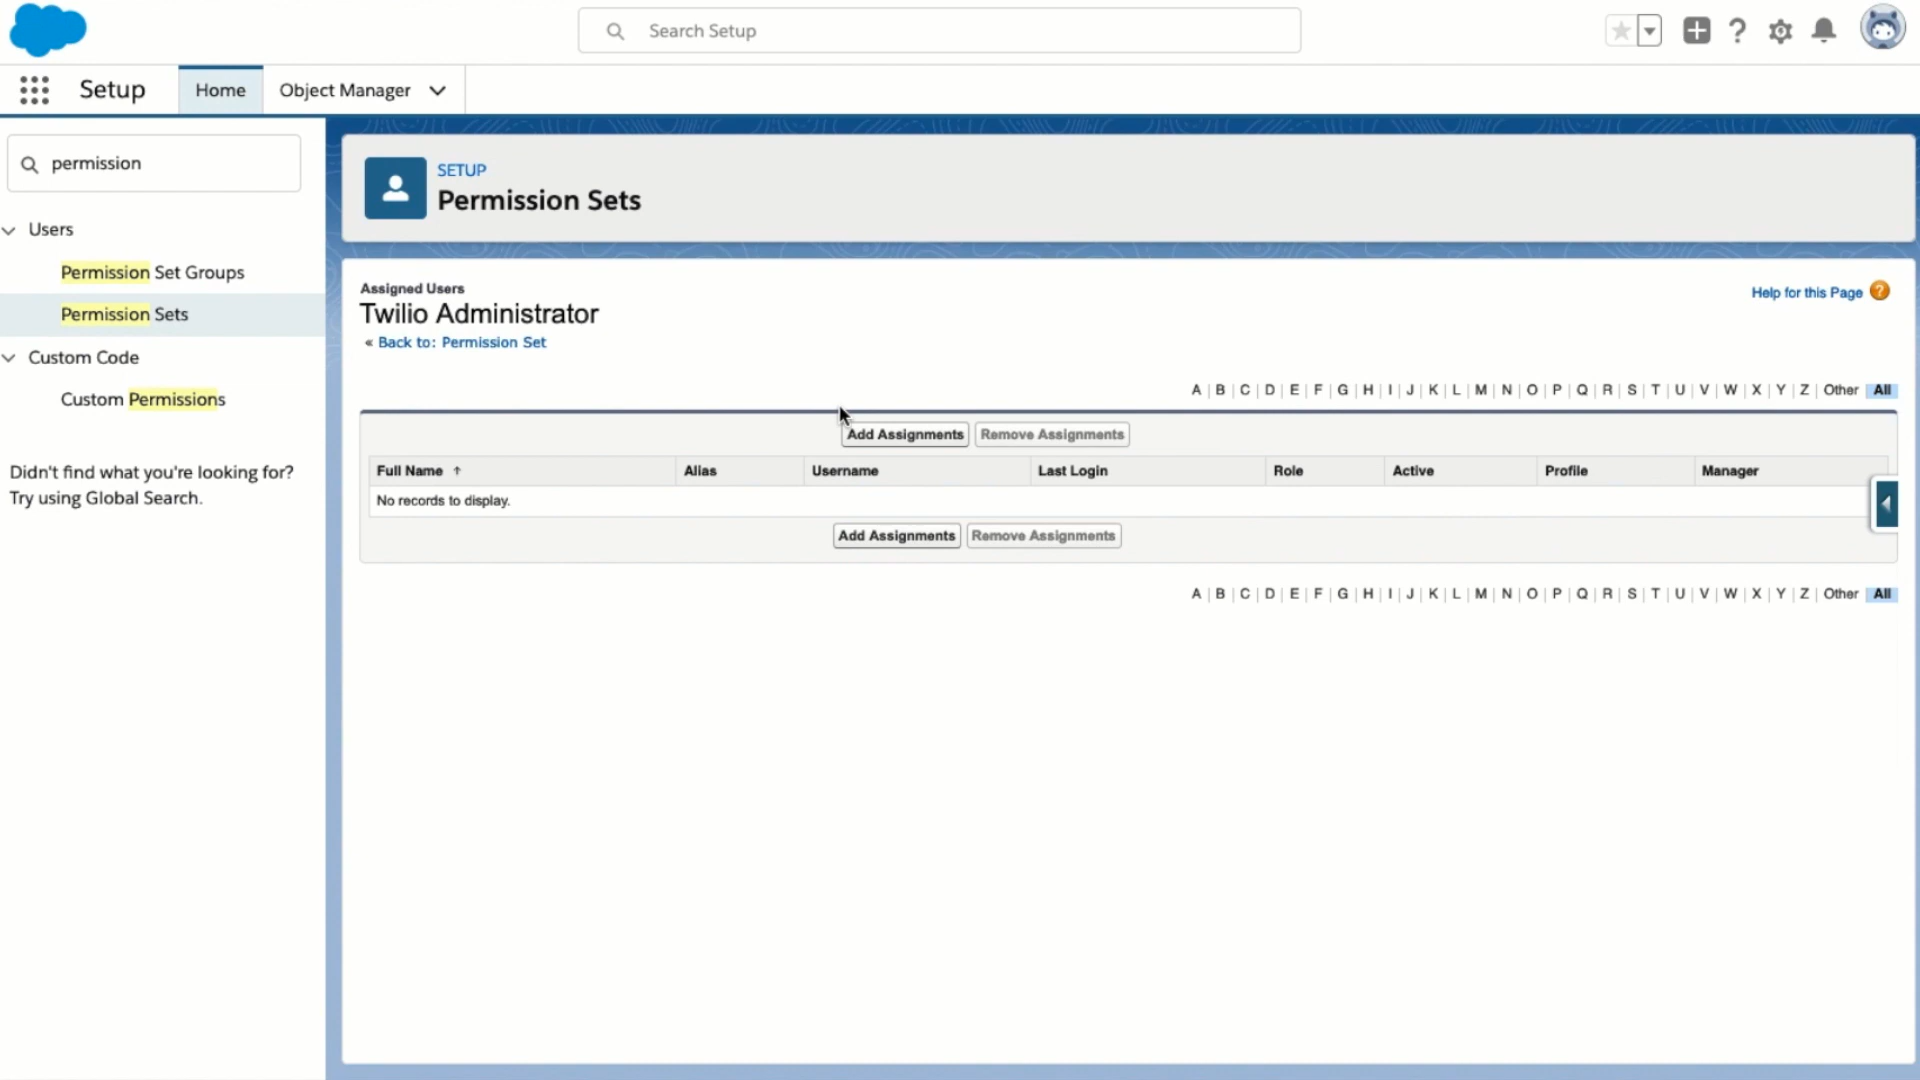 Search Setup
Setup
Home
Object Manager
permission
Users
Permission Set Groups
Permission Sets
Custom Code
Custom Permissions
Didn't find what you're looking for?
Try using Global Search.
SETUP
Permission Sets
Assigned Users
Twilio Administrator
« Back to: Permission Set
Help for this Page ?
A | B | C | D | E | F | G | H | I | J | K | L | M | N | O | P | Q | R | S | T | U | V | W | X | Y | Z | Other All
Add Assignments Remove Assignments
Full Name ↑ Alias Username Last Login Role Active Profile Manager
No records to display.
Add Assignments Remove Assignments
A | B | C | D | E | F | G | H | I | J | K | L | M | N | O | P | Q | R | S | T | U | V | W | X | Y | Z | Other All